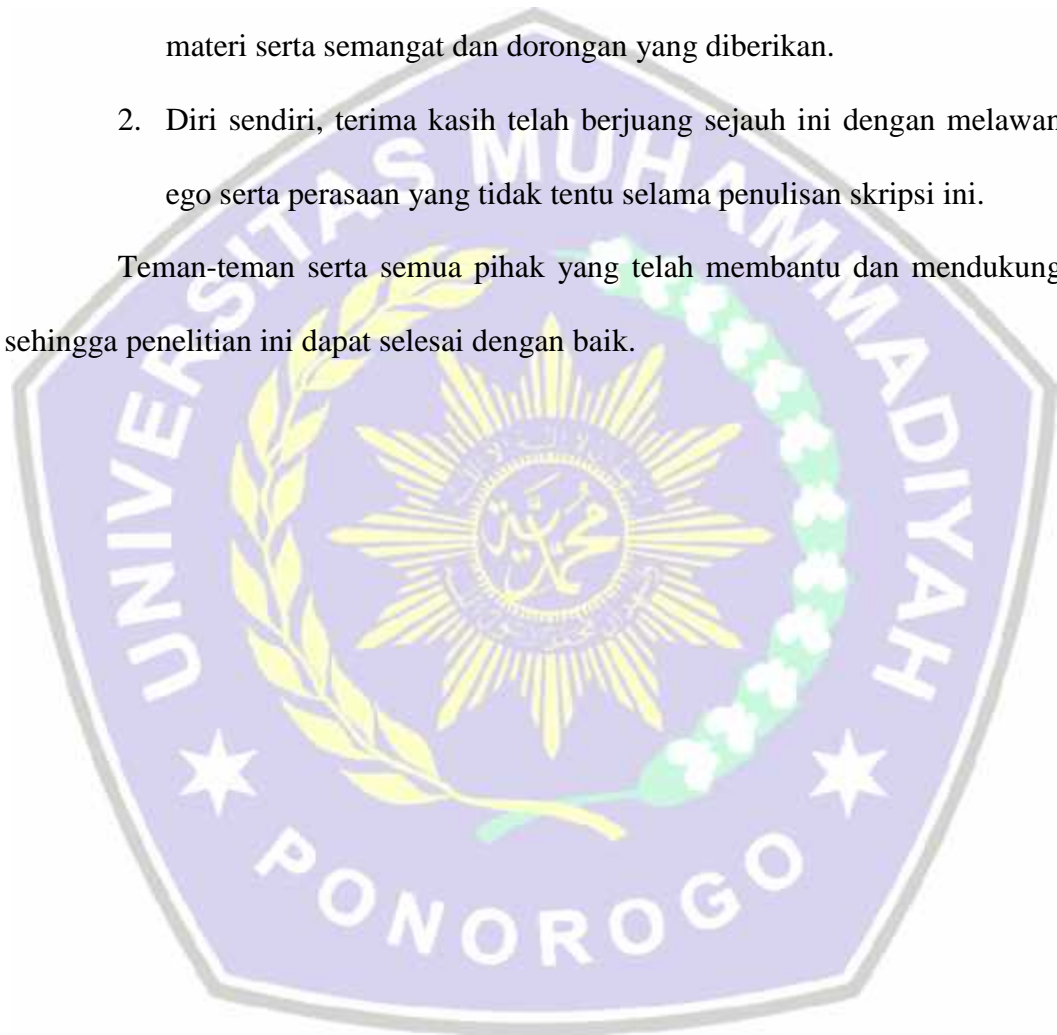 materi serta semangat dan dorongan yang diberikan.
2. Diri sendiri, terima kasih telah berjuang sejauh ini dengan melawan
ego serta perasaan yang tidak tentu selama penulisan skripsi ini.
Teman-teman serta semua pihak yang telah membantu dan mendukung
sehingga penelitian ini dapat selesai dengan baik.
UNIVERSITAS MUHAMMADIYAH
محمدية
PONOROGO